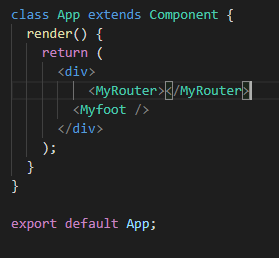 class App extends Component {
  render() {
    return (
      <div>
          <MyRouter></MyRouter>
        <Myfoot />
      </div>
    );
  }
}

export default App;